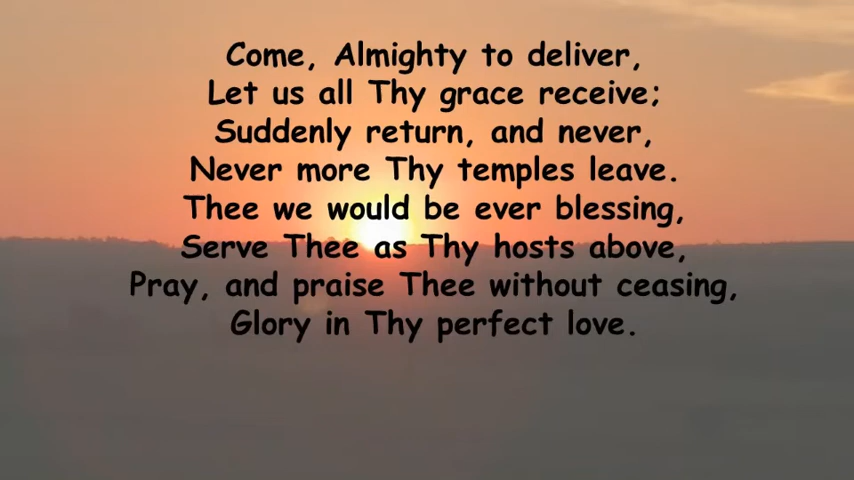 Come, Almighty to deliver,
Let us all Thy grace receive;
Suddenly return, and never,
Never more Thy temples leave.
Thee we would be ever blessing,
Serve Thee as Thy hosts above,
Pray, and praise Thee without ceasing,
Glory in Thy perfect love.